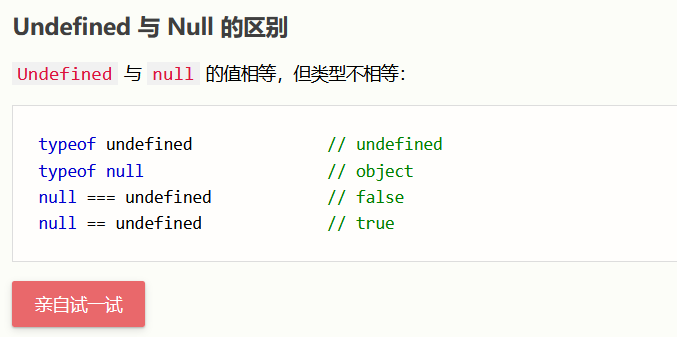 Undefined 与 Null 的区别
Undefined 与 null 的值相等，但类型不相等：
typeof undefined // undefined
typeof null // object
null === undefined // false
null == undefined // true
亲自试一试